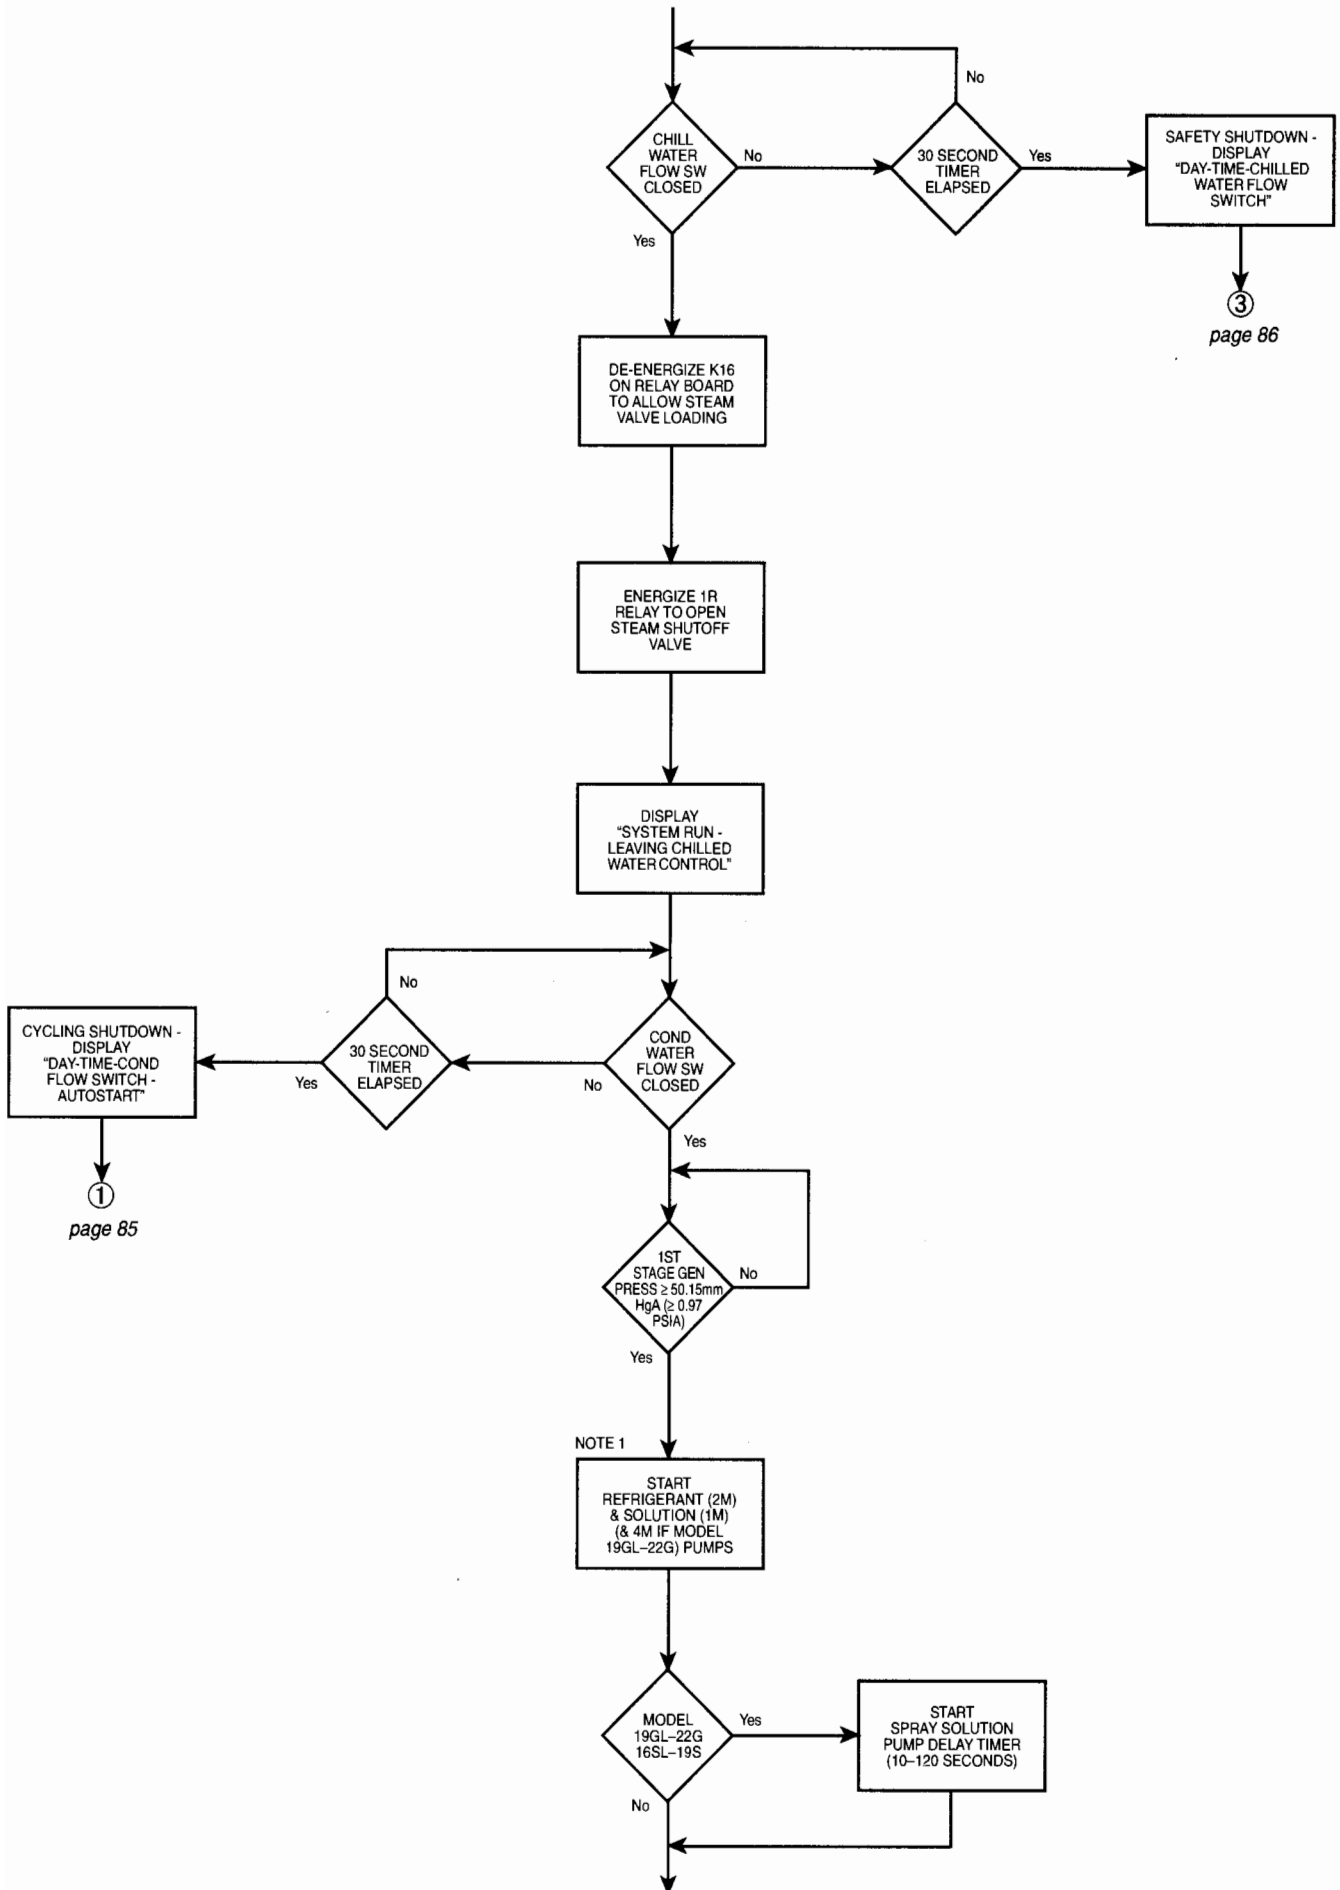 No
CHILL
WATER
FLOW SW
CLOSED
No
30 SECOND
TIMER
ELAPSED
Yes
SAFETY SHUTDOWN -
DISPLAY
"DAY-TIME-CHILLED
WATER FLOW
SWITCH"
Yes
3
page 86
DE-ENERGIZE K16
ON RELAY BOARD
TO ALLOW STEAM
VALVE LOADING
ENERGIZE 1R
RELAY TO OPEN
STEAM SHUTOFF
VALVE
DISPLAY
"SYSTEM RUN -
LEAVING CHILLED
WATER CONTROL"
No
CYCLING SHUTDOWN -
DISPLAY
"DAY-TIME-COND
FLOW SWITCH -
AUTOSTART"
Yes
30 SECOND
TIMER
ELAPSED
No
COND
WATER
FLOW SW
CLOSED
Yes
1
page 85
1ST
STAGE GEN
PRESS ≥ 50.15mm
HgA (≥ 0.97
PSIA)
No
Yes
NOTE 1
START
REFRIGERANT (2M)
& SOLUTION (1M)
(& 4M IF MODEL
19GL–22G) PUMPS
MODEL
19GL–22G
16SL–19S
Yes
START
SPRAY SOLUTION
PUMP DELAY TIMER
(10–120 SECONDS)
No